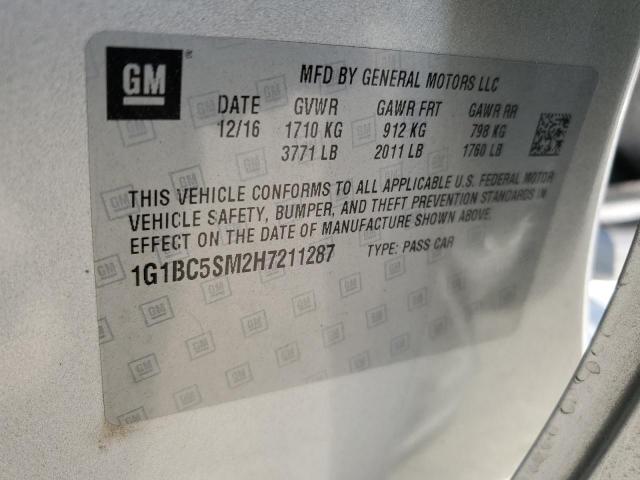 GM
MFD BY GENERAL MOTORS LLC
DATE GVWR GAWR FRT GAWR RR
12/16 1710 KG 912 KG 798 KG
3771 LB 2011 LB 1760 LB
THIS VEHICLE CONFORMS TO ALL APPLICABLE U.S. FEDERAL MOTOR
VEHICLE SAFETY, BUMPER, AND THEFT PREVENTION STANDARDS IN
EFFECT ON THE DATE OF MANUFACTURE SHOWN ABOVE.
1G1BC5SM2H7211287 TYPE: PASS CAR